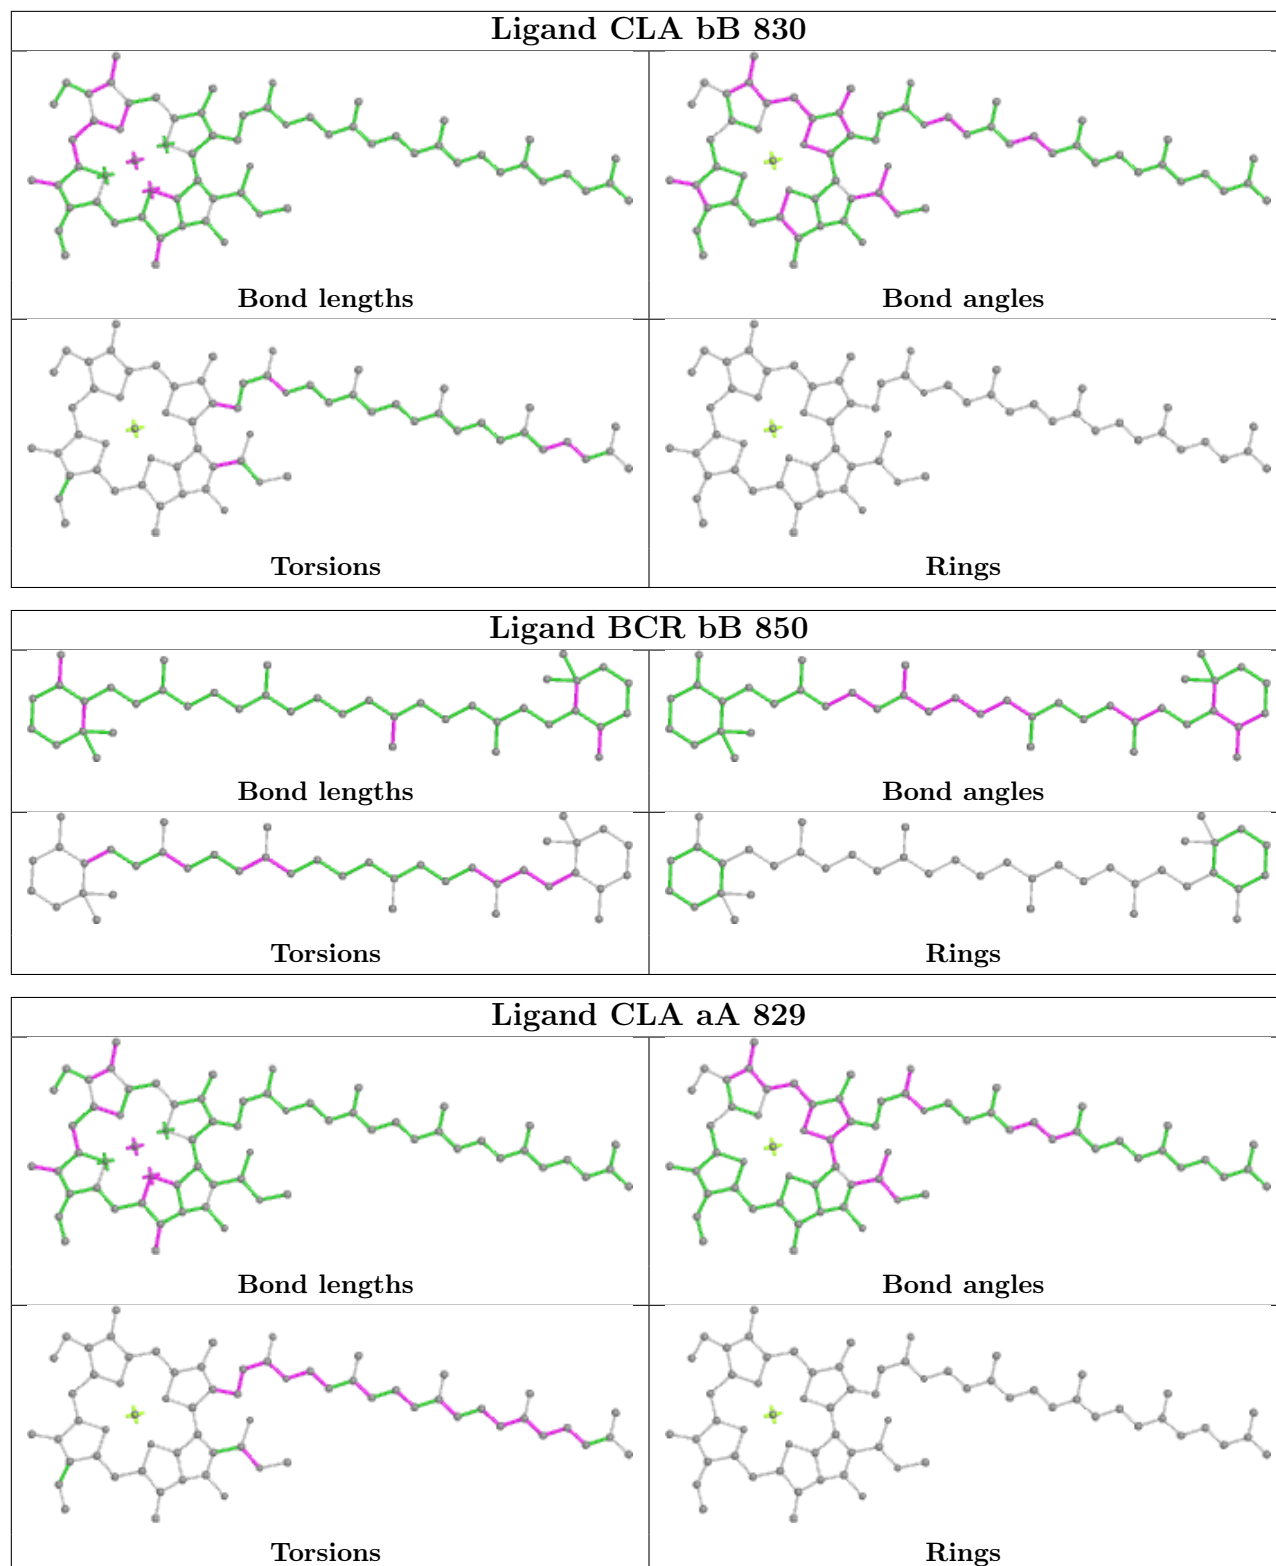 Ligand CLA bB 830
Bond lengths
Bond angles
Torsions
Rings
Ligand BCR bB 850
Bond lengths
Bond angles
Torsions
Rings
Ligand CLA aA 829
Bond lengths
Bond angles
Torsions
Rings